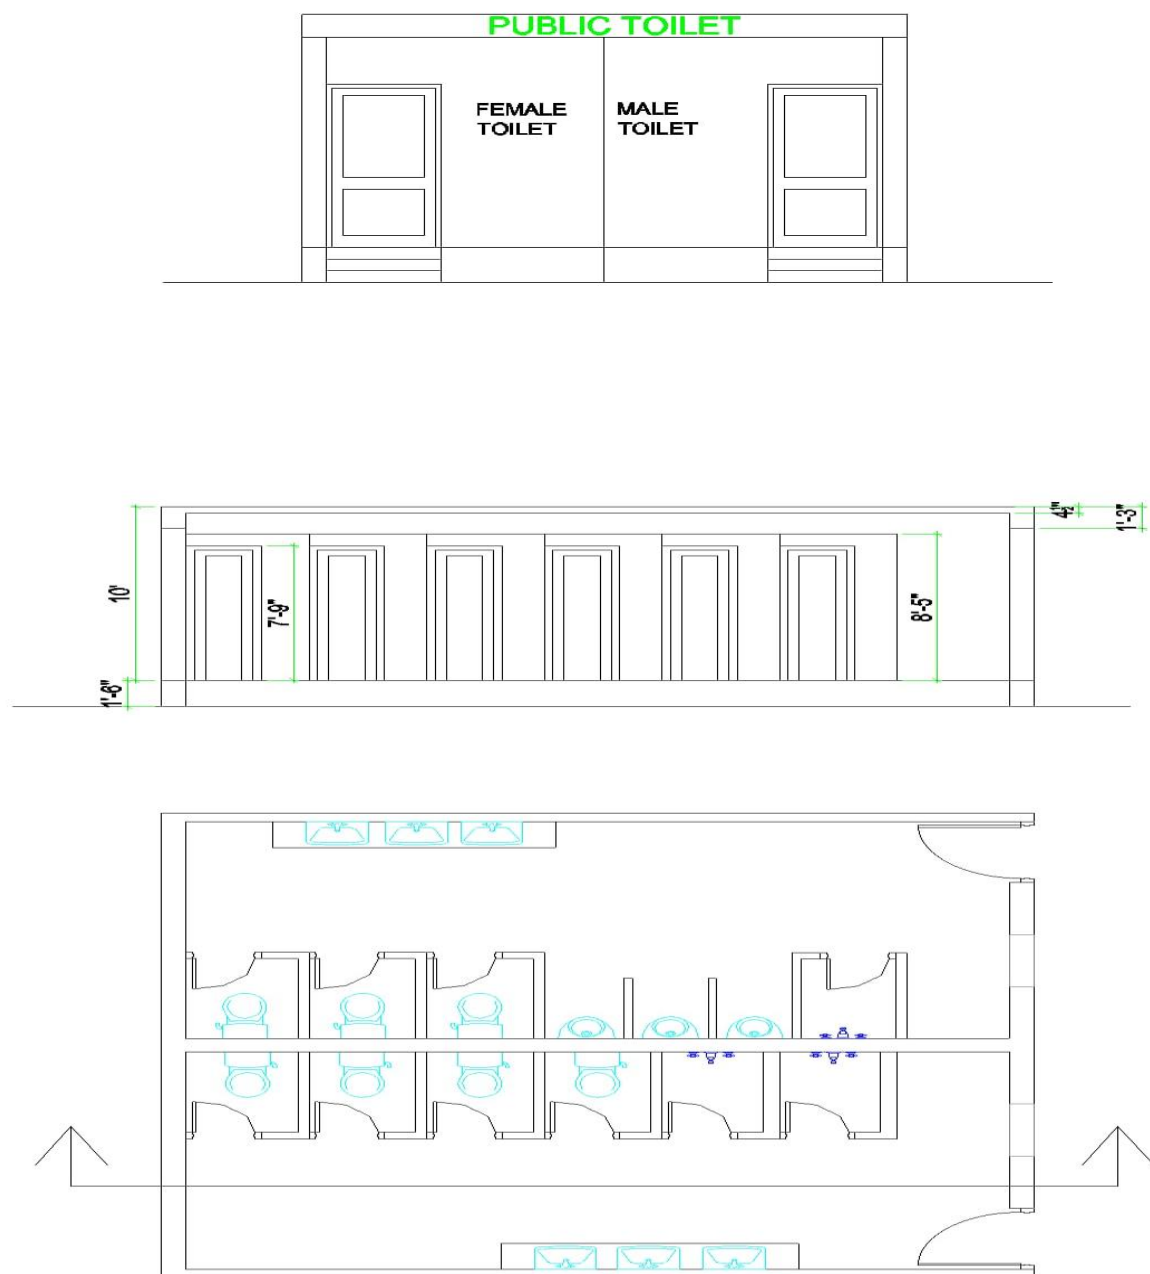 PUBLIC TOILET
FEMALE
TOILET
MALE
TOILET
4½"
1'-3"
10'
7'-9"
8'-5"
1'-6"